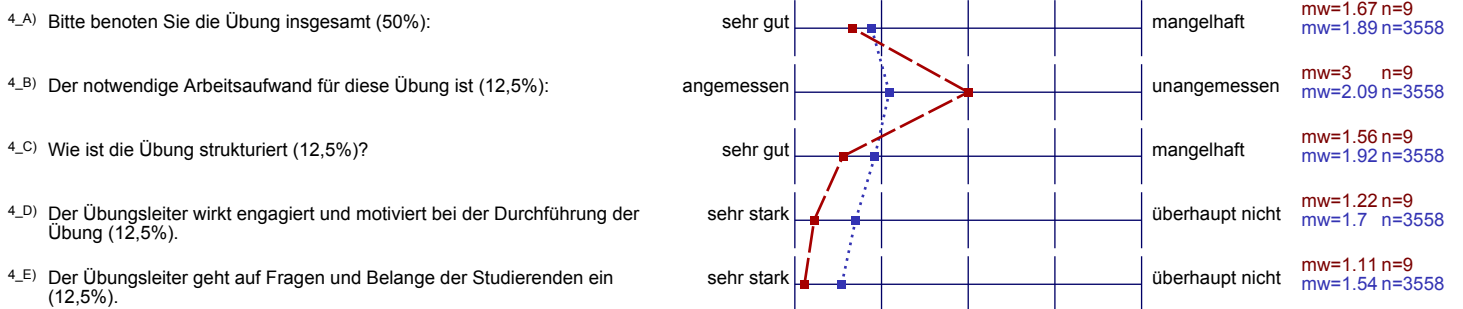 4_A) Bitte benoten Sie die Übung insgesamt (50%): sehr gut mangelhaft mw=1.67 n=9
mw=1.89 n=3558
4_B) Der notwendige Arbeitsaufwand für diese Übung ist (12,5%): angemessen unangemessen mw=3 n=9
mw=2.09 n=3558
4_C) Wie ist die Übung strukturiert (12,5%)? sehr gut mangelhaft mw=1.56 n=9
mw=1.92 n=3558
4_D) Der Übungsleiter wirkt engagiert und motiviert bei der Durchführung der sehr stark überhaupt nicht mw=1.22 n=9
Übung (12,5%). mw=1.7 n=3558
4_E) Der Übungsleiter geht auf Fragen und Belange der Studierenden ein sehr stark überhaupt nicht mw=1.11 n=9
(12,5%). mw=1.54 n=3558